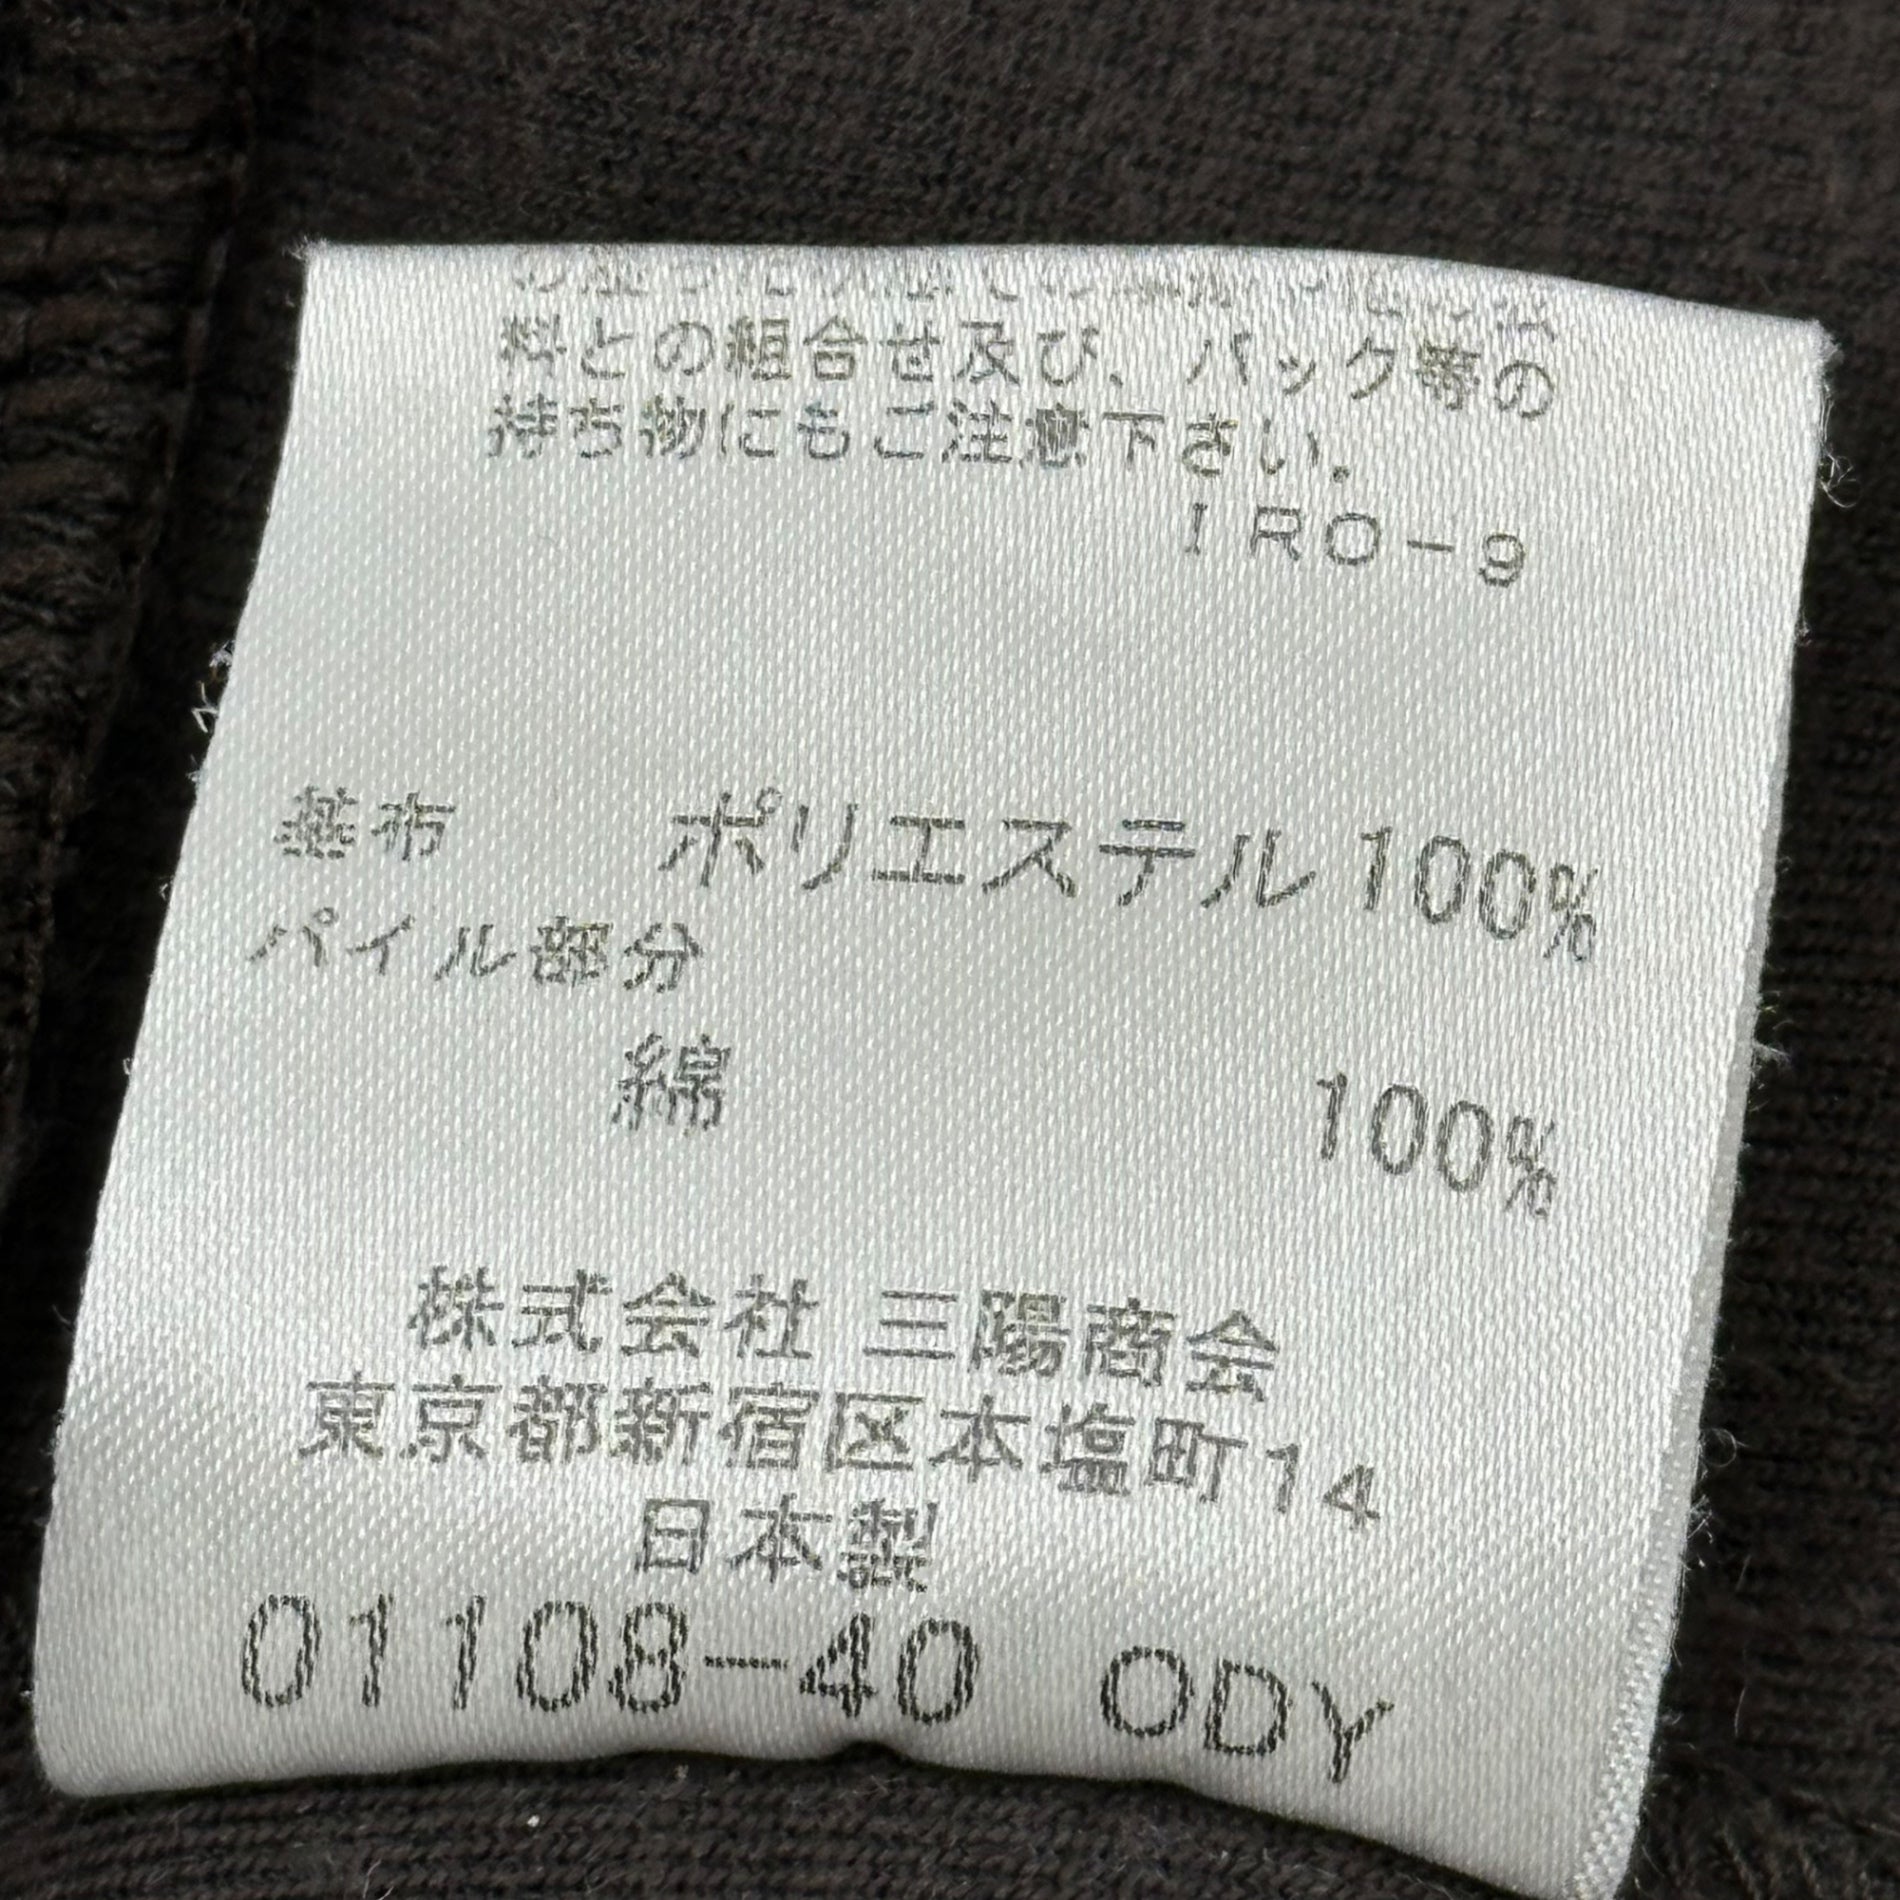 料との組合せ及び、バック等の
持ち物にもご注意下さい。
IRO-9
基布 ポリエステル100%
パイル部分
綿 100%
株式会社 三陽商会
東京都新宿区本塩町14
日本製
01108-40 ODY